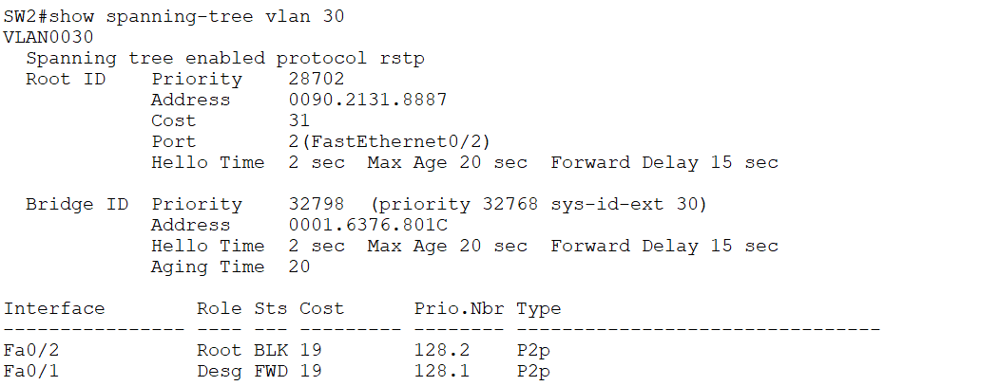 SW2#show spanning-tree vlan 30
VLAN0030
  Spanning tree enabled protocol rstp
  Root ID    Priority    28702
             Address     0090.2131.8887
             Cost        31
             Port        2(FastEthernet0/2)
             Hello Time  2 sec  Max Age 20 sec  Forward Delay 15 sec

  Bridge ID  Priority    32798  (priority 32768 sys-id-ext 30)
             Address     0001.6376.801C
             Hello Time  2 sec  Max Age 20 sec  Forward Delay 15 sec
             Aging Time  20

Interface        Role Sts Cost      Prio.Nbr Type
---------------- ---- --- --------- -------- --------------------------------
Fa0/2            Root BLK 19        128.2    P2p
Fa0/1            Desg FWD 19        128.1    P2p